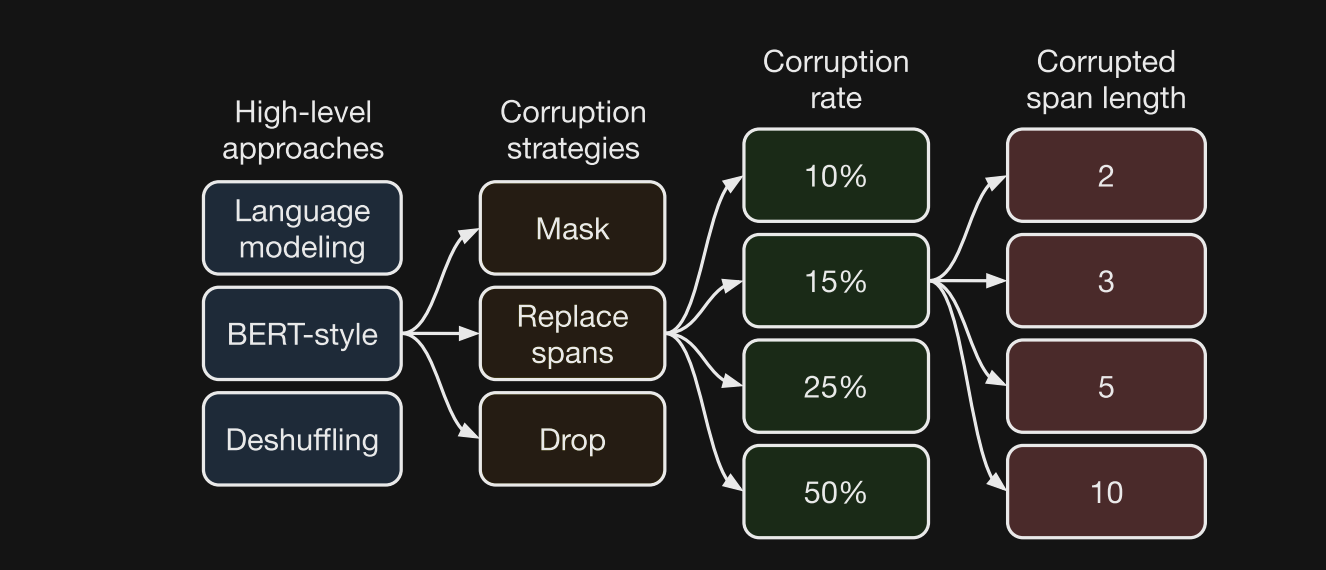 High-level
approaches
Language
modeling
BERT-style
Deshuffling
Corruption
strategies
Mask
Replace
spans
Drop
Corruption
rate
10%
15%
25%
50%
Corrupted
span length
2
3
5
10